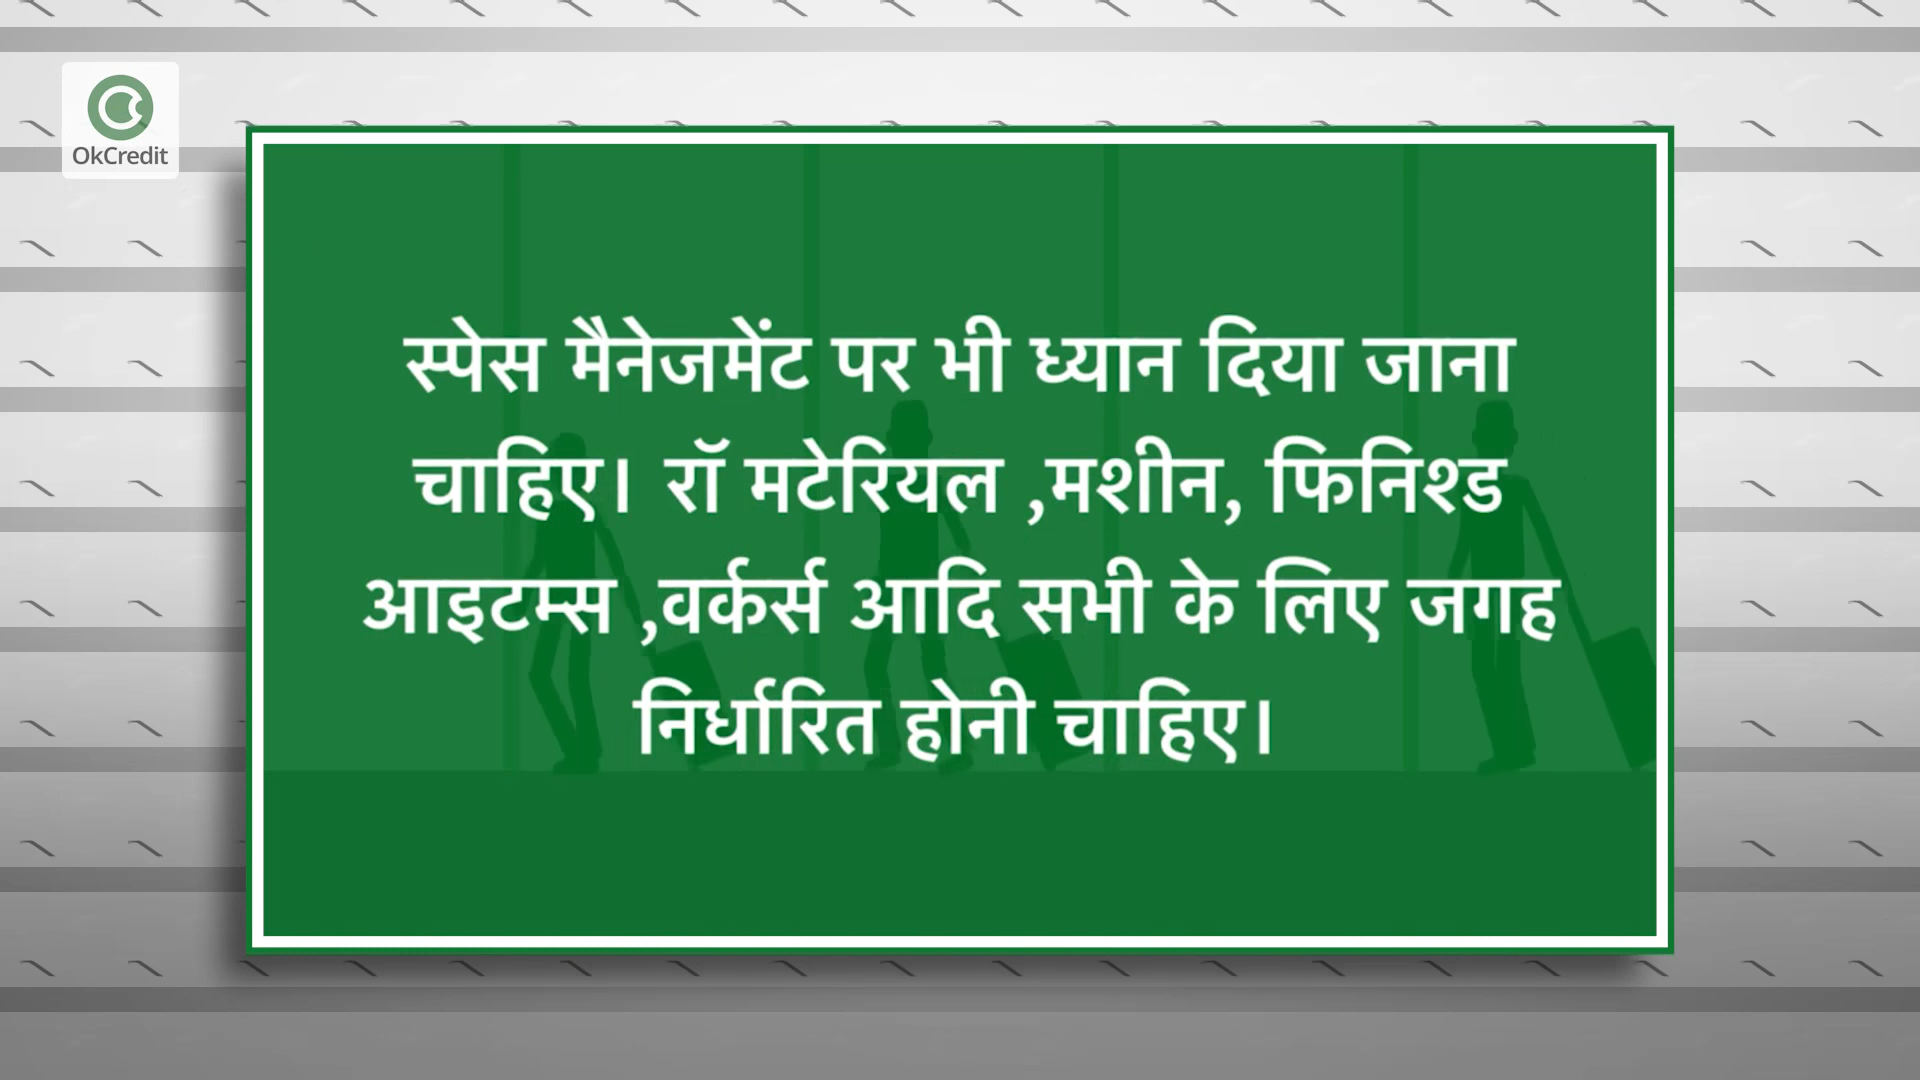 OkCredit
स्पेस मैनेजमेंट पर भी ध्यान दिया जाना
चाहिए। रॉ मटेरियल ,मशीन, फिनिश्ड
आइटम्स ,वर्कर्स आदि सभी के लिए जगह
निर्धारित होनी चाहिए।